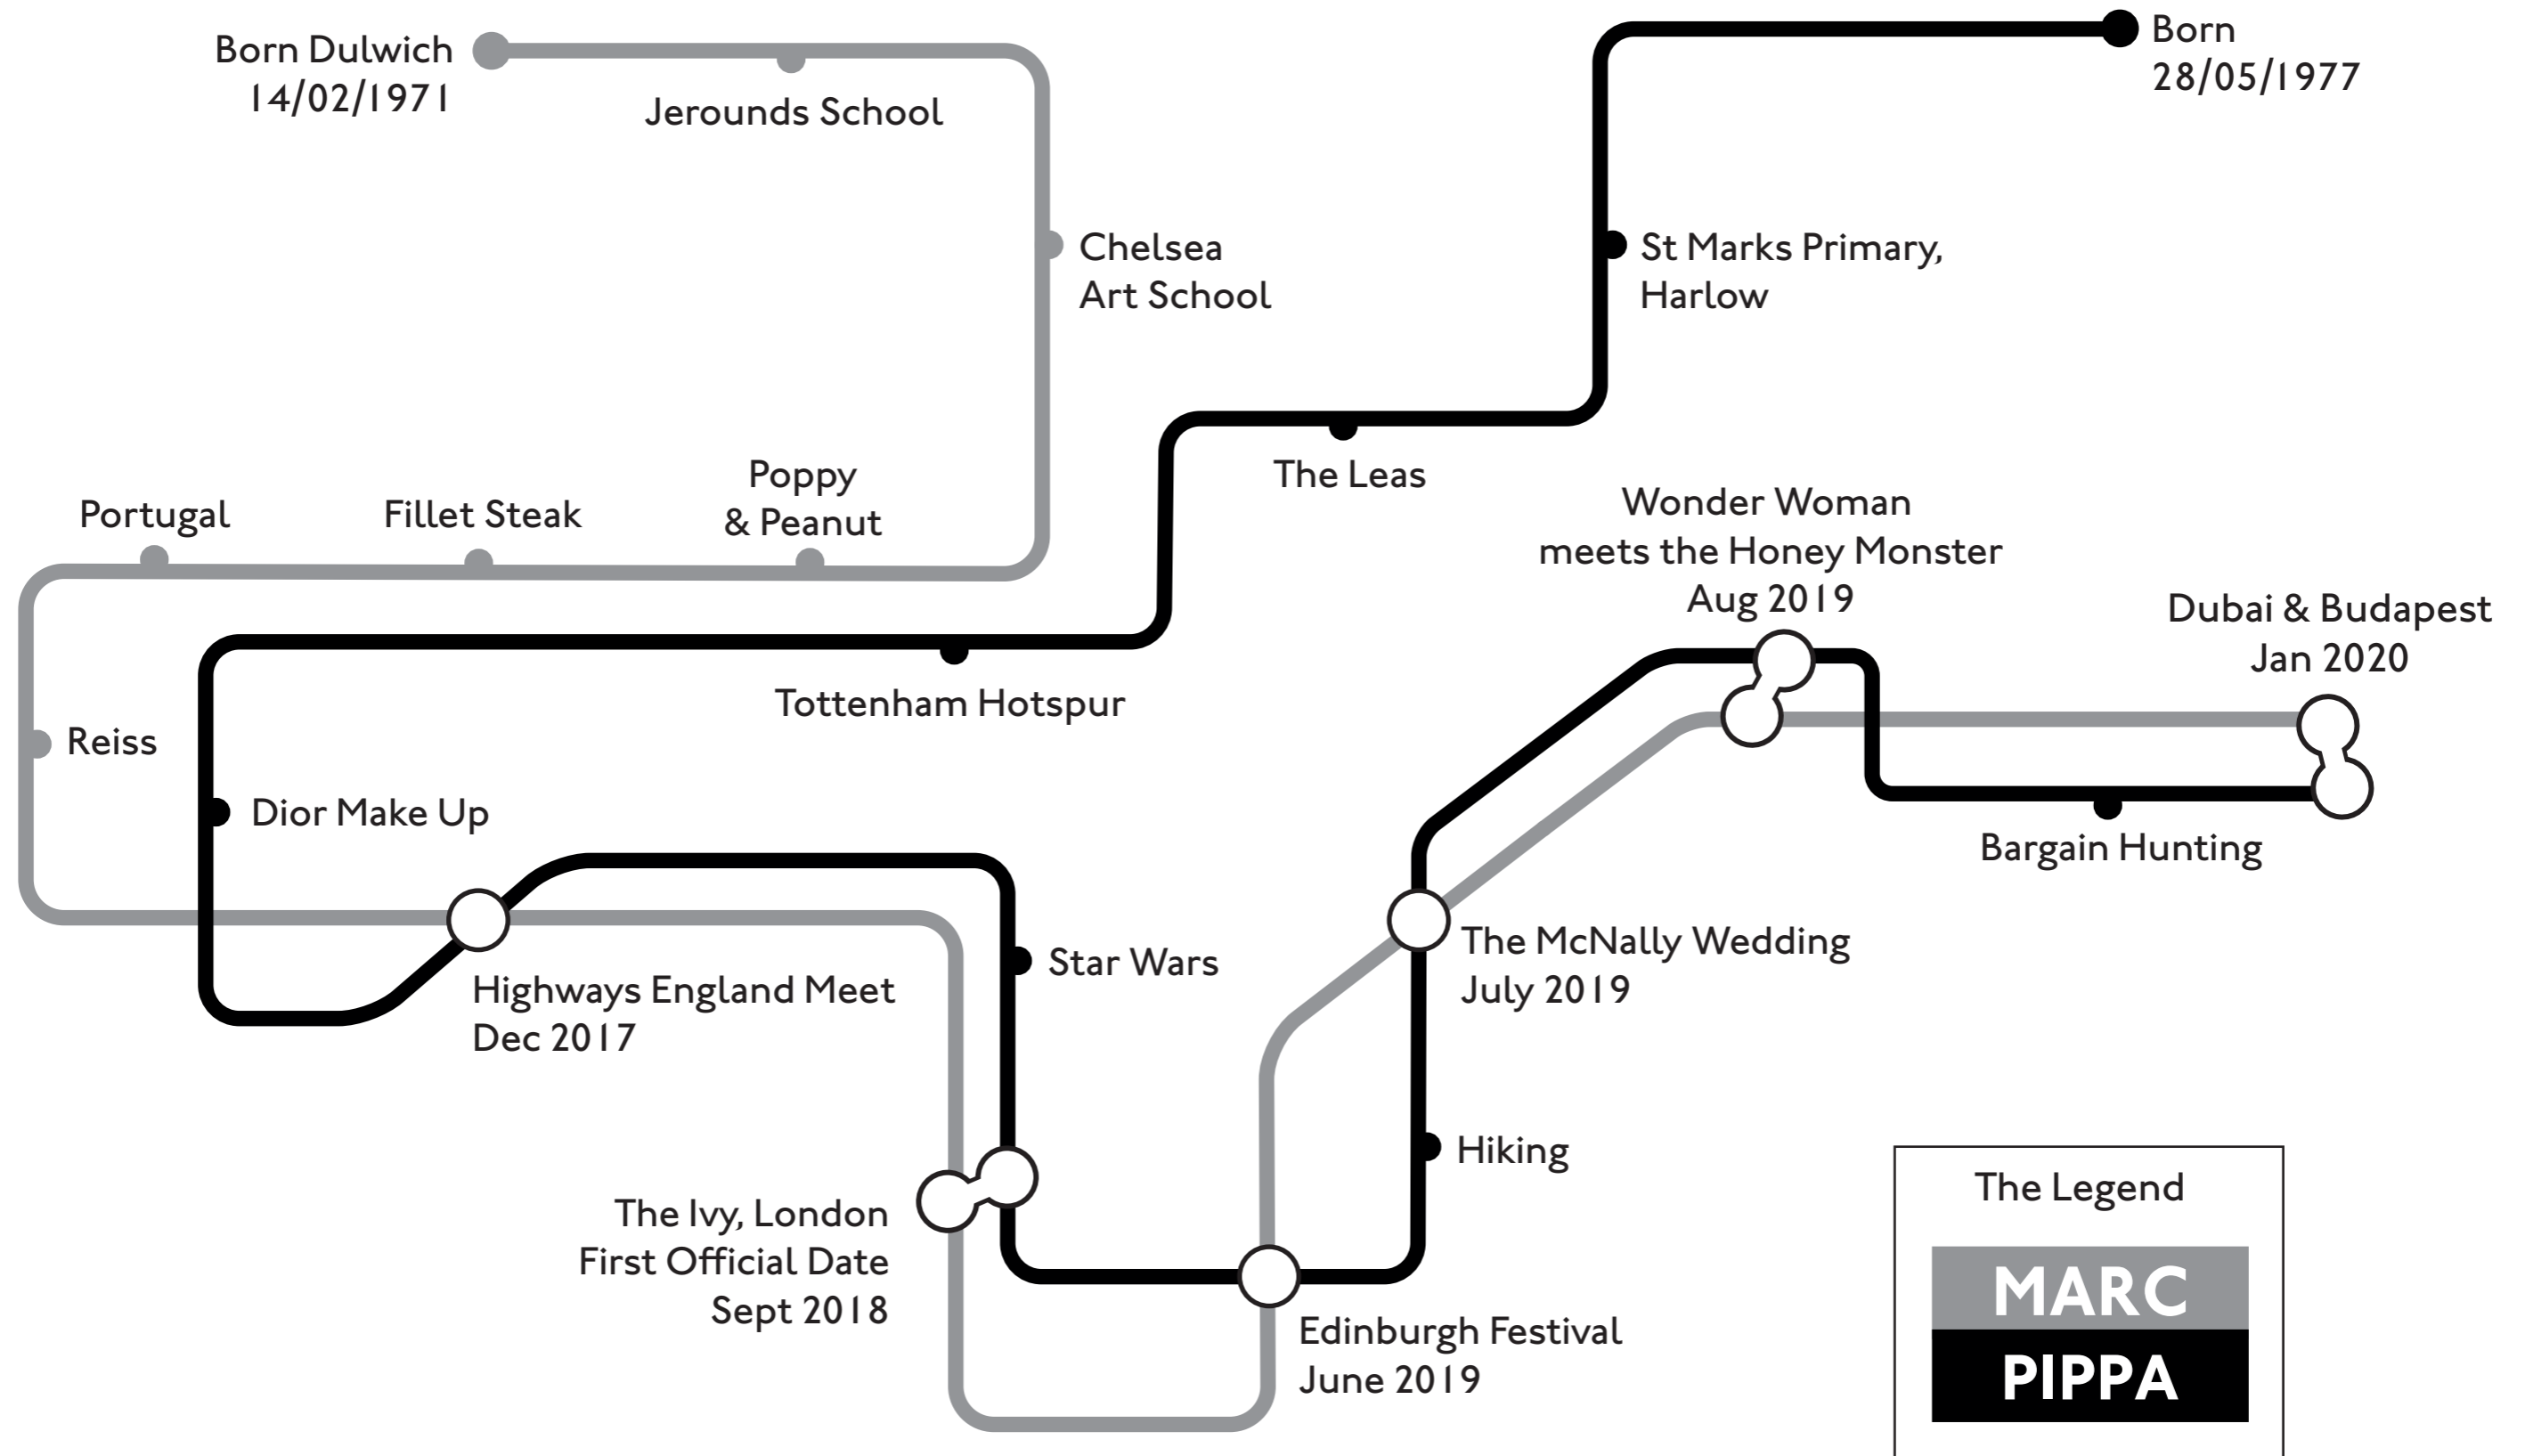 Born Dulwich
14/02/1971
Jerounds School
Born
28/05/1977
Chelsea
Art School
St Marks Primary,
Harlow
The Leas
Portugal
Fillet Steak
Poppy
& Peanut
Wonder Woman
meets the Honey Monster
Aug 2019
Dubai & Budapest
Jan 2020
Tottenham Hotspur
Reiss
Dior Make Up
Bargain Hunting
Highways England Meet
Dec 2017
Star Wars
The McNally Wedding
July 2019
Hiking
The Ivy, London
First Official Date
Sept 2018
Edinburgh Festival
June 2019
The Legend
MARC
PIPPA